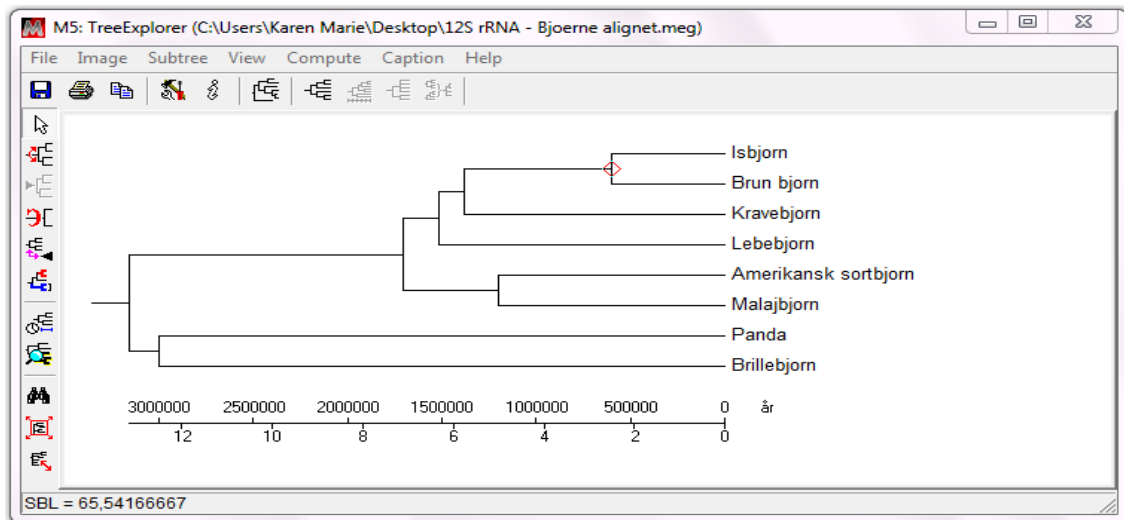 M5: TreeExplorer (C:\Users\Karen Marie\Desktop\12S rRNA - Bjoerne alignet.meg)
File Image Subtree View Compute Caption Help
Isbjorn
Brun bjorn
Kravebjorn
Lebebjorn
Amerikansk sortbjorn
Malajbjorn
Panda
Brillebjorn
3000000 2500000 2000000 1500000 1000000 500000 0 år
12 10 8 6 4 2 0
SBL = 65,54166667